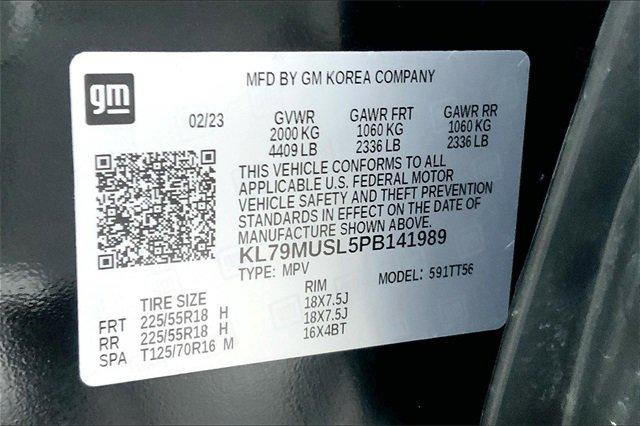 gm
MFD BY GM KOREA COMPANY
02/23 GVWR GAWR FRT GAWR RR
2000 KG 1060 KG 1060 KG
4409 LB 2336 LB 2336 LB
THIS VEHICLE CONFORMS TO ALL
APPLICABLE U.S. FEDERAL MOTOR
VEHICLE SAFETY AND THEFT PREVENTION
STANDARDS IN EFFECT ON THE DATE OF
MANUFACTURE SHOWN ABOVE.
KL79MUSL5PB141989
TYPE: MPV MODEL: 591TT56
TIRE SIZE RIM
FRT 225/55R18 H 18X7.5J
RR 225/55R18 H 18X7.5J
SPA T125/70R16 M 16X4BT